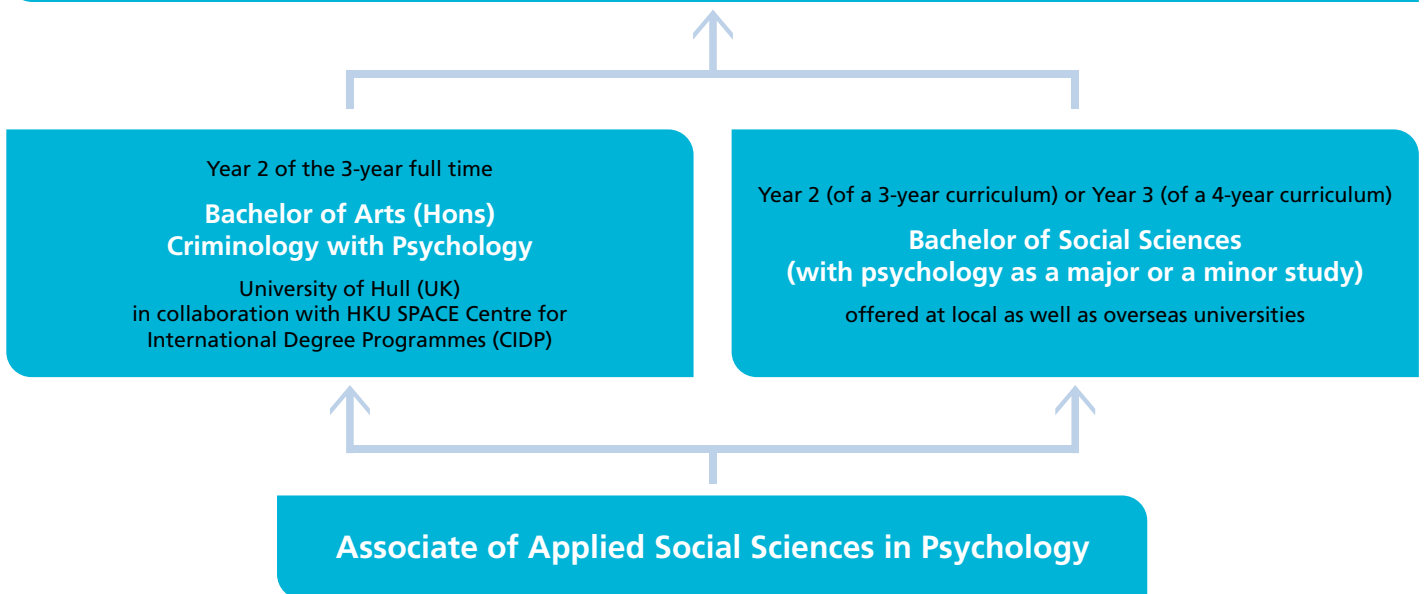 Year 2 of the 3-year full time
Bachelor of Arts (Hons)
Criminology with Psychology
University of Hull (UK)
in collaboration with HKU SPACE Centre for
International Degree Programmes (CIDP)
Year 2 (of a 3-year curriculum) or Year 3 (of a 4-year curriculum)
Bachelor of Social Sciences
(with psychology as a major or a minor study)
offered at local as well as overseas universities
Associate of Applied Social Sciences in Psychology